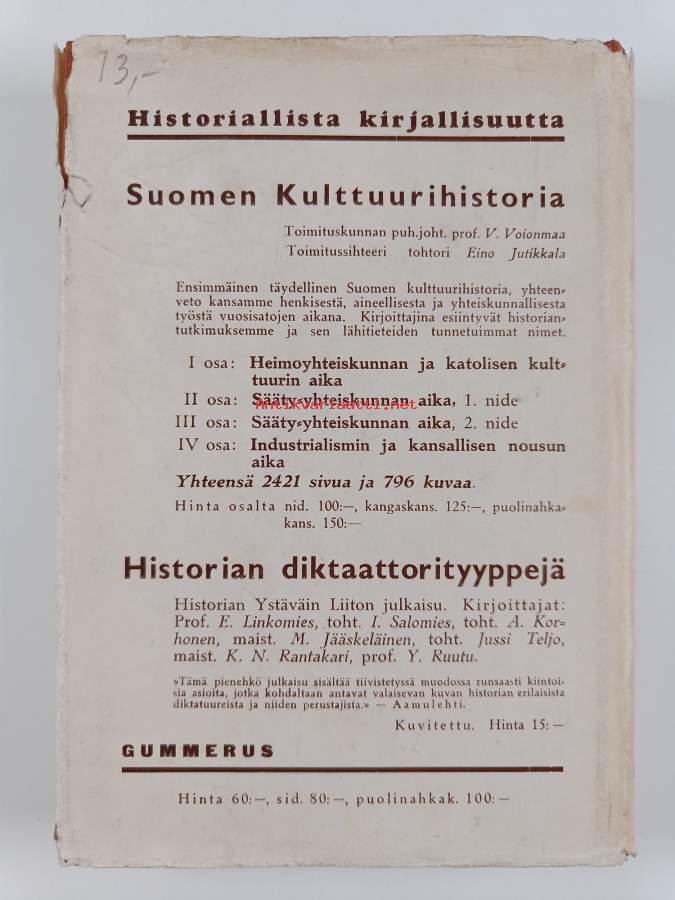 13,-
Historiallista kirjallisuutta
Suomen Kulttuurihistoria
Toimituskunnan puh.joht. prof. V. Voionmaa
Toimitussihteeri tohtori Eino Jutikkala
Ensimmäinen täydellinen Suomen kulttuurihistoria, yhteen-
veto kansamme henkisestä, aineellisesta ja yhteiskunnallisesta
työstä vuosisatojen aikana. Kirjoittajina esiintyvät historian-
tutkimuksemme ja sen lähitieteiden tunnetuimmat nimet.
I osa: Heimoyhteiskunnan ja katolisen kult-
tuurin aika
II osa: Sääty-yhteiskunnan aika, 1. nide
antikvariaatti.net
III osa: Sääty-yhteiskunnan aika, 2. nide
IV osa: Industrialismin ja kansallisen nousun
aika
Yhteensä 2421 sivua ja 796 kuvaa.
Hinta osalta nid. 100:—, kangaskans. 125:—, puolinahka-
kans. 150:—
Historian diktaattorityyppejä
Historian Ystäväin Liiton julkaisu. Kirjoittajat:
Prof. E. Linkomies, toht. I. Salomies, toht. A. Kor-
honen, maist. M. Jääskeläinen, toht. Jussi Teljo,
maist. K. N. Rantakari, prof. Y. Ruutu.
»Tämä pienehkö julkaisu sisältää tiivistetyssä muodossa runsaasti kiintoi-
sia asioita, jotka kohdaltaan antavat valaisevan kuvan historian erilaisista
diktatuureista ja niiden perustajista.» — Aamulehti.
Kuvitettu. Hinta 15:—
GUMMERUS
Hinta 60:—, sid. 80:—, puolinahkak. 100:—